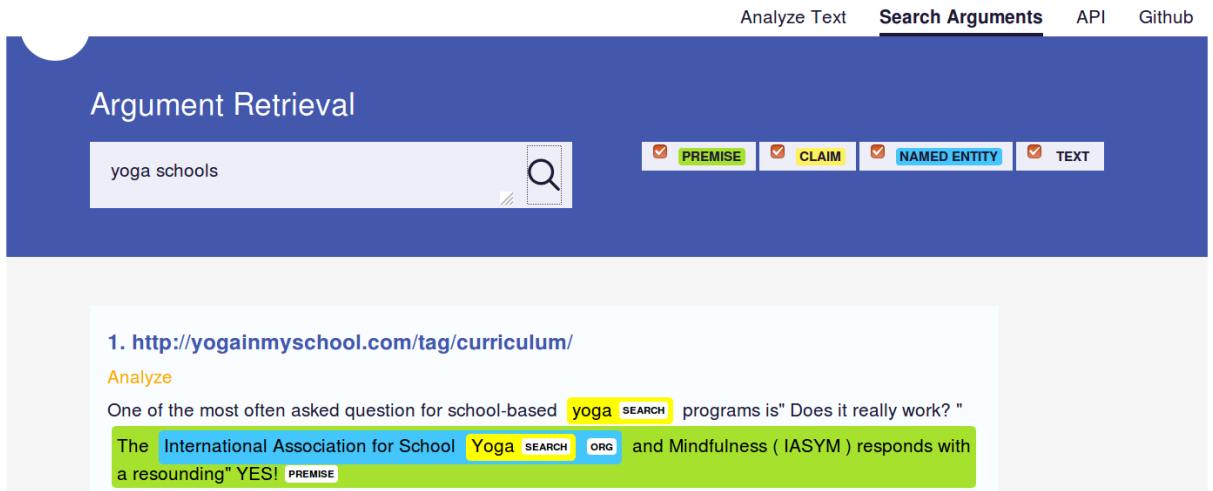 Analyze Text Search Arguments API Github
Argument Retrieval
yoga schools
PREMISE CLAIM NAMED ENTITY TEXT
1. http://yogainmyschool.com/tag/curriculum/
Analyze
One of the most often asked question for school-based yoga SEARCH programs is" Does it really work? "
The International Association for School Yoga SEARCH ORG and Mindfulness ( IASYM ) responds with
a resounding" YES! PREMISE